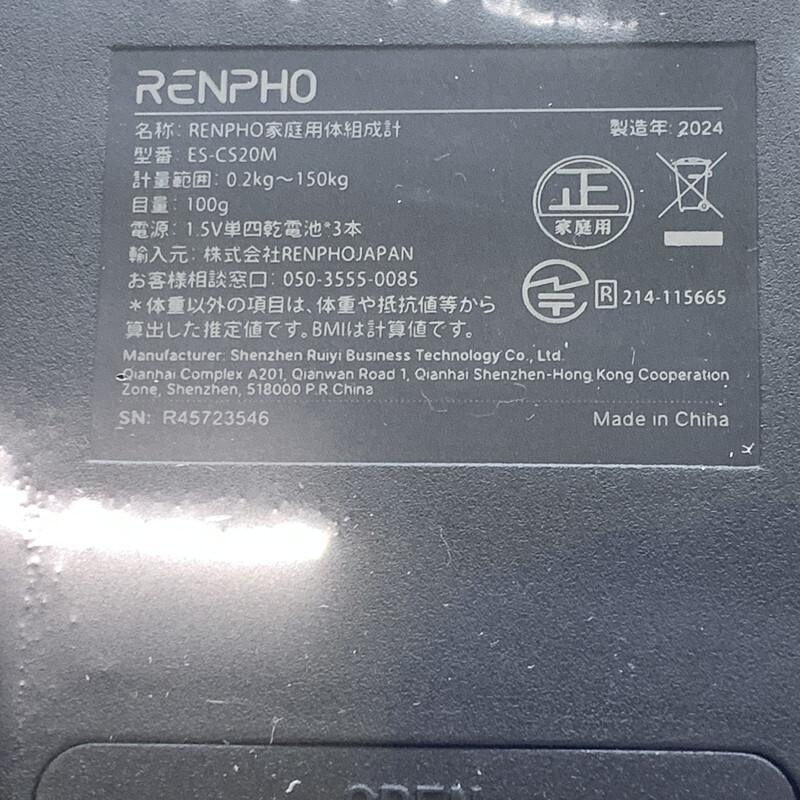 RENPHO
名称: RENPHO家庭用体組成計
製造年: 2024
型番: ES-CS20M
計量範囲: 0.2kg～150kg
目量: 100g
電源: 1.5V単四乾電池*3本
輸入元: 株式会社RENPHOJAPAN
お客様相談窓口: 050-3555-0085
正
家庭用
R 214-115665
＊体重以外の項目は、体重や抵抗値等から
算出した推定値です。BMIは計算値です。
Manufacturer: Shenzhen Ruiyi Business Technology Co., Ltd.
Qianhai Complex A201, Qianwan Road 1, Qianhai Shenzhen-Hong Kong Cooperation
Zone, Shenzhen, 518000 P.R China
SN: R45723546
Made in China
OPEN